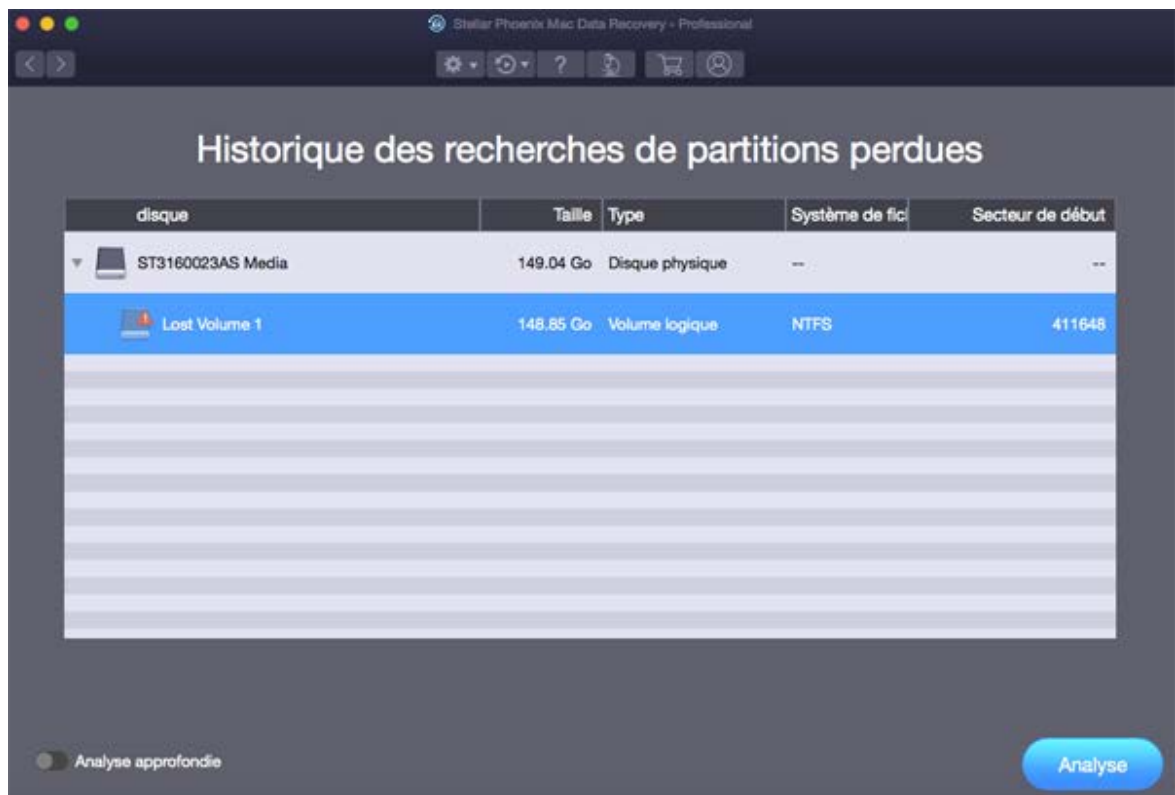 Stellar Phoenix Mac Data Recovery - Professional
Historique des recherches de partitions perdues
disque Taille Type Système de fic Secteur de début
ST3160023AS Media 149.04 Go Disque physique -- --
Lost Volume 1 148.85 Go Volume logique NTFS 411648
Analyse approfondie
Analyse